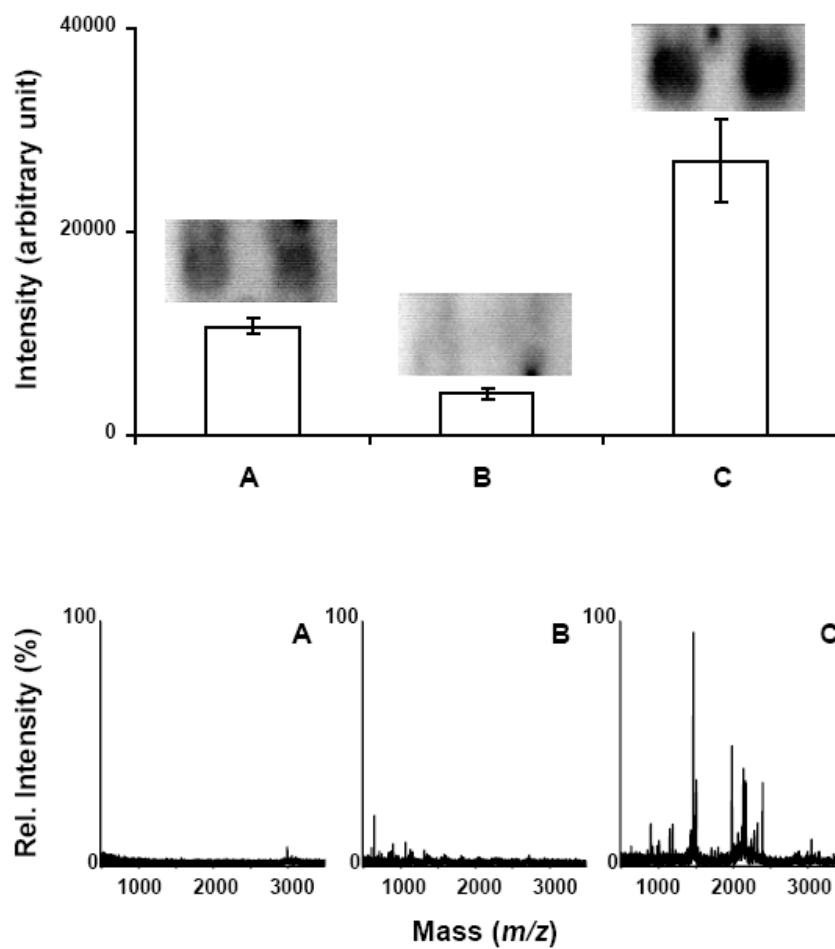 40000
20000
0
Intensity (arbitrary unit)
A B C
100 A 100 B 100 C
0 0 0
Rel. Intensity (%)
1000 2000 3000 1000 2000 3000 1000 2000 3000
Mass (m/z)